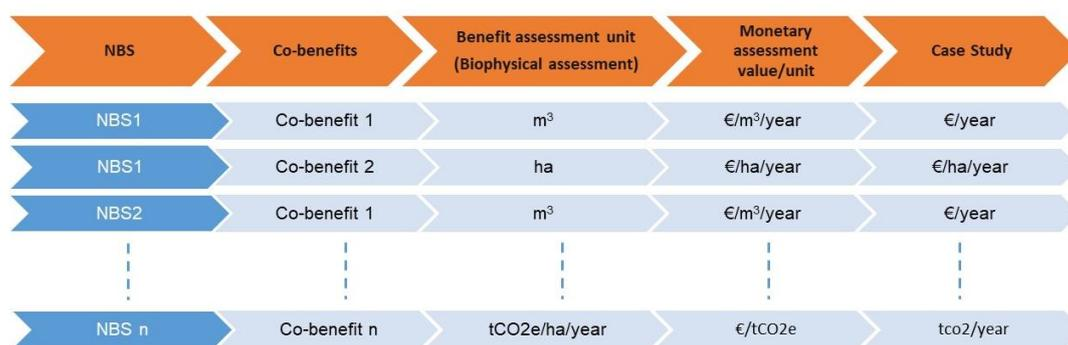 NBS
Co-benefits
Benefit assessment unit
(Biophysical assessment)
Monetary
assessment
value/unit
Case Study
NBS1
Co-benefit 1
m³
€/m³/year
€/year
NBS1
Co-benefit 2
ha
€/ha/year
€/ha/year
NBS2
Co-benefit 1
m³
€/m³/year
€/year
NBS n
Co-benefit n
tCO2e/ha/year
€/tCO2e
tco2/year